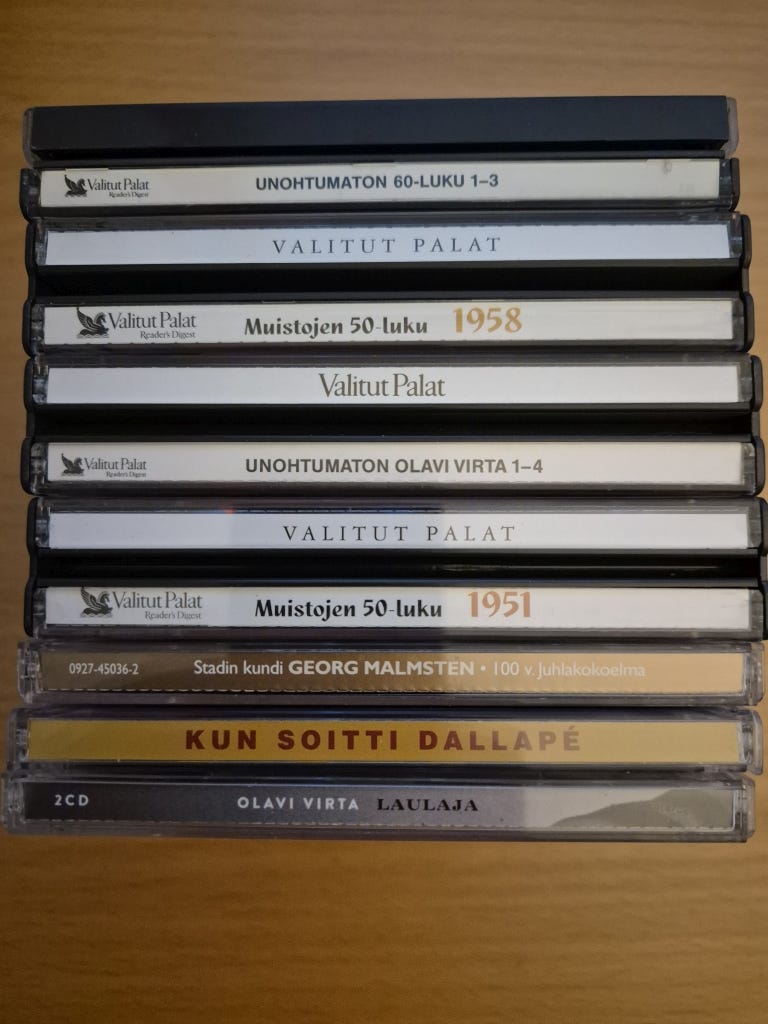 Valitut Palat Reader's Digest UNOHTUMATON 60-LUKU 1–3
VALITUT PALAT
Valitut Palat Reader's Digest Muistojen 50-luku 1958
Valitut Palat
Valitut Palat Reader's Digest UNOHTUMATON OLAVI VIRTA 1–4
VALITUT PALAT
Valitut Palat Reader's Digest Muistojen 50-luku 1951
0927-45036-2 Stadin kundi GEORG MALMSTÉN • 100 v. Juhlakokoelma
KUN SOITTI DALLAPÉ
2CD OLAVI VIRTA LAULAJA